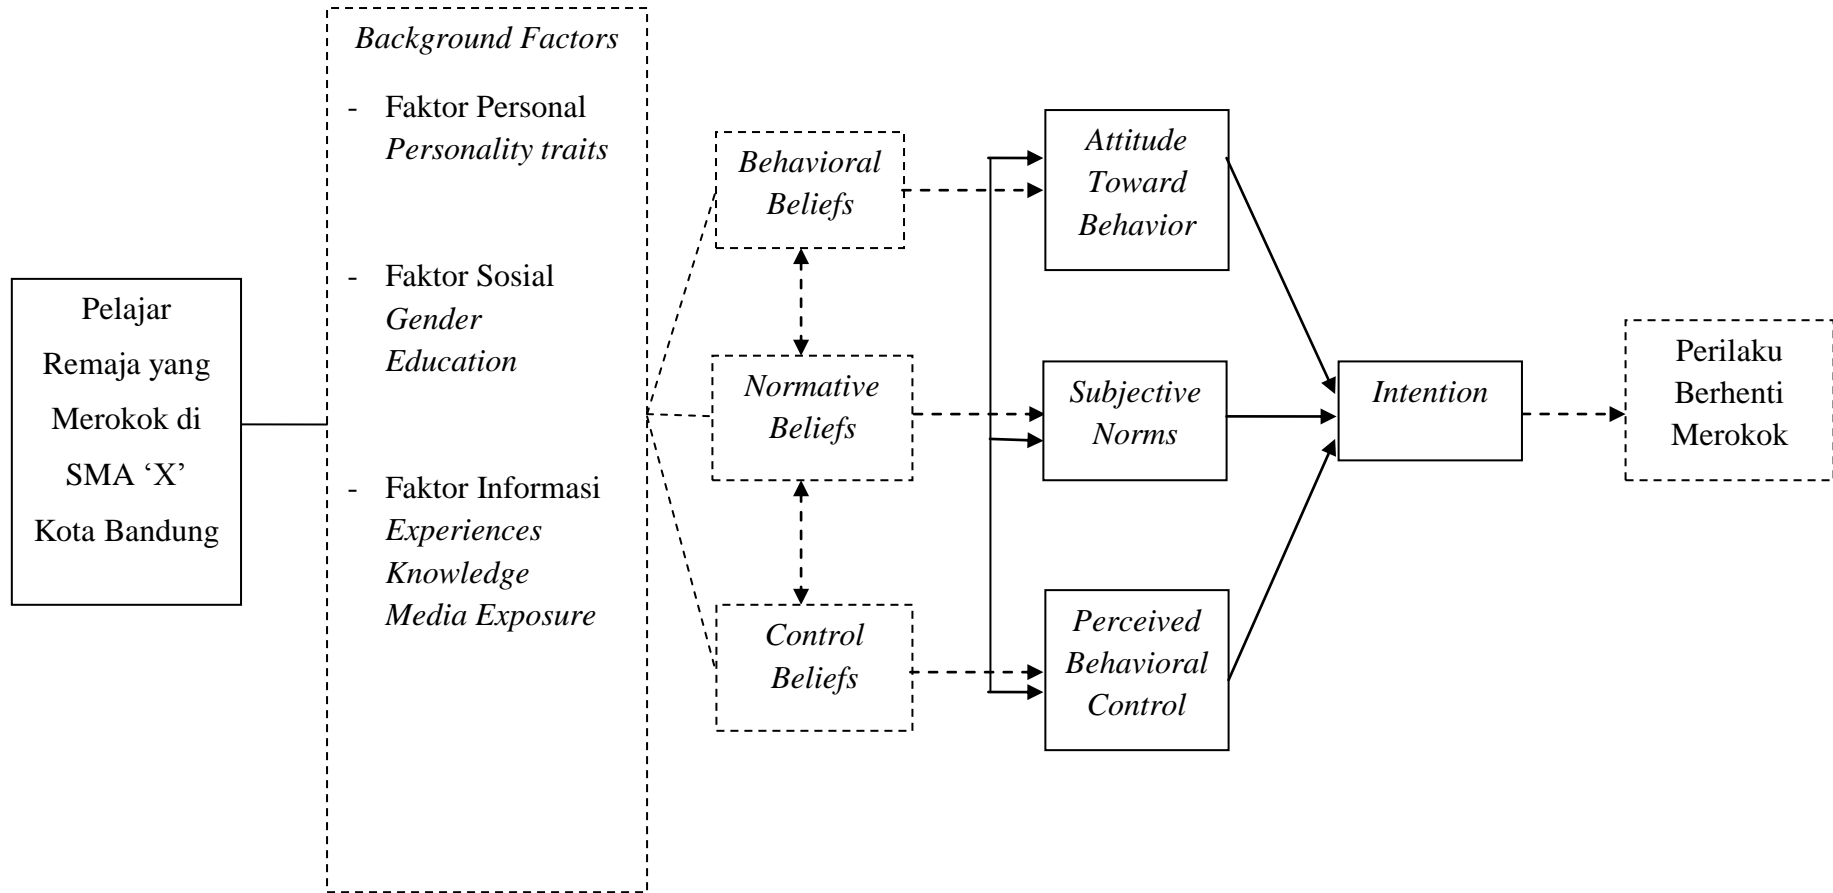 Pelajar
Remaja yang
Merokok di
SMA ‘X’
Kota Bandung
Background Factors
- Faktor Personal
Personality traits
- Faktor Sosial
Gender
Education
- Faktor Informasi
Experiences
Knowledge
Media Exposure
Behavioral
Beliefs
Normative
Beliefs
Control
Beliefs
Attitude
Toward
Behavior
Subjective
Norms
Perceived
Behavioral
Control
Intention
Perilaku
Berhenti
Merokok